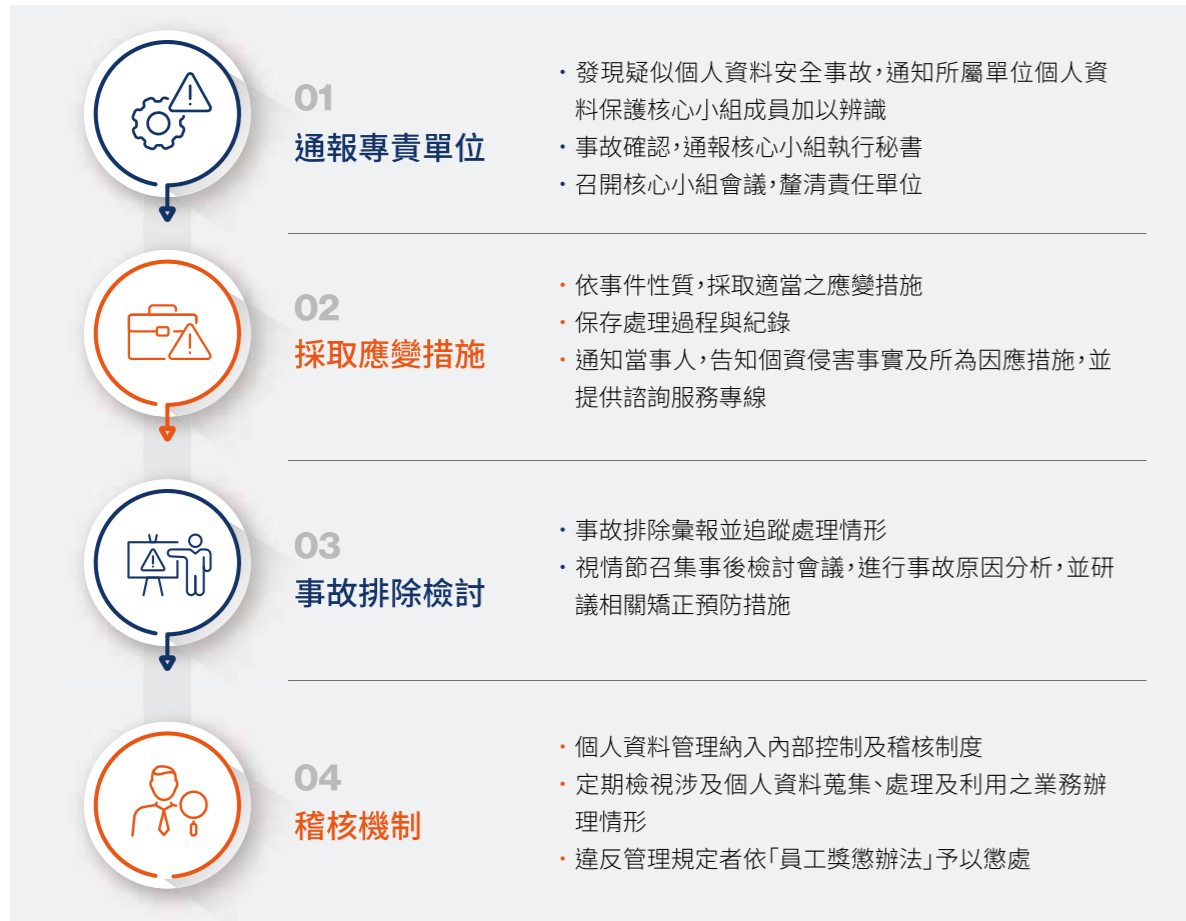 01
通報專責單位
・發現疑似個人資料安全事故,通知所屬單位個人資
料保護核心小組成員加以辨識
・事故確認,通報核心小組執行秘書
・召開核心小組會議,釐清責任單位
02
採取應變措施
・依事件性質,採取適當之應變措施
・保存處理過程與紀錄
・通知當事人,告知個資侵害事實及所為因應措施,並
提供諮詢服務專線
03
事故排除檢討
・事故排除彙報並追蹤處理情形
・視情節召集事後檢討會議,進行事故原因分析,並研
議相關矯正預防措施
04
稽核機制
・個人資料管理納入內部控制及稽核制度
・定期檢視涉及個人資料蒐集、處理及利用之業務辦
理情形
・違反管理規定者依「員工獎懲辦法」予以懲處